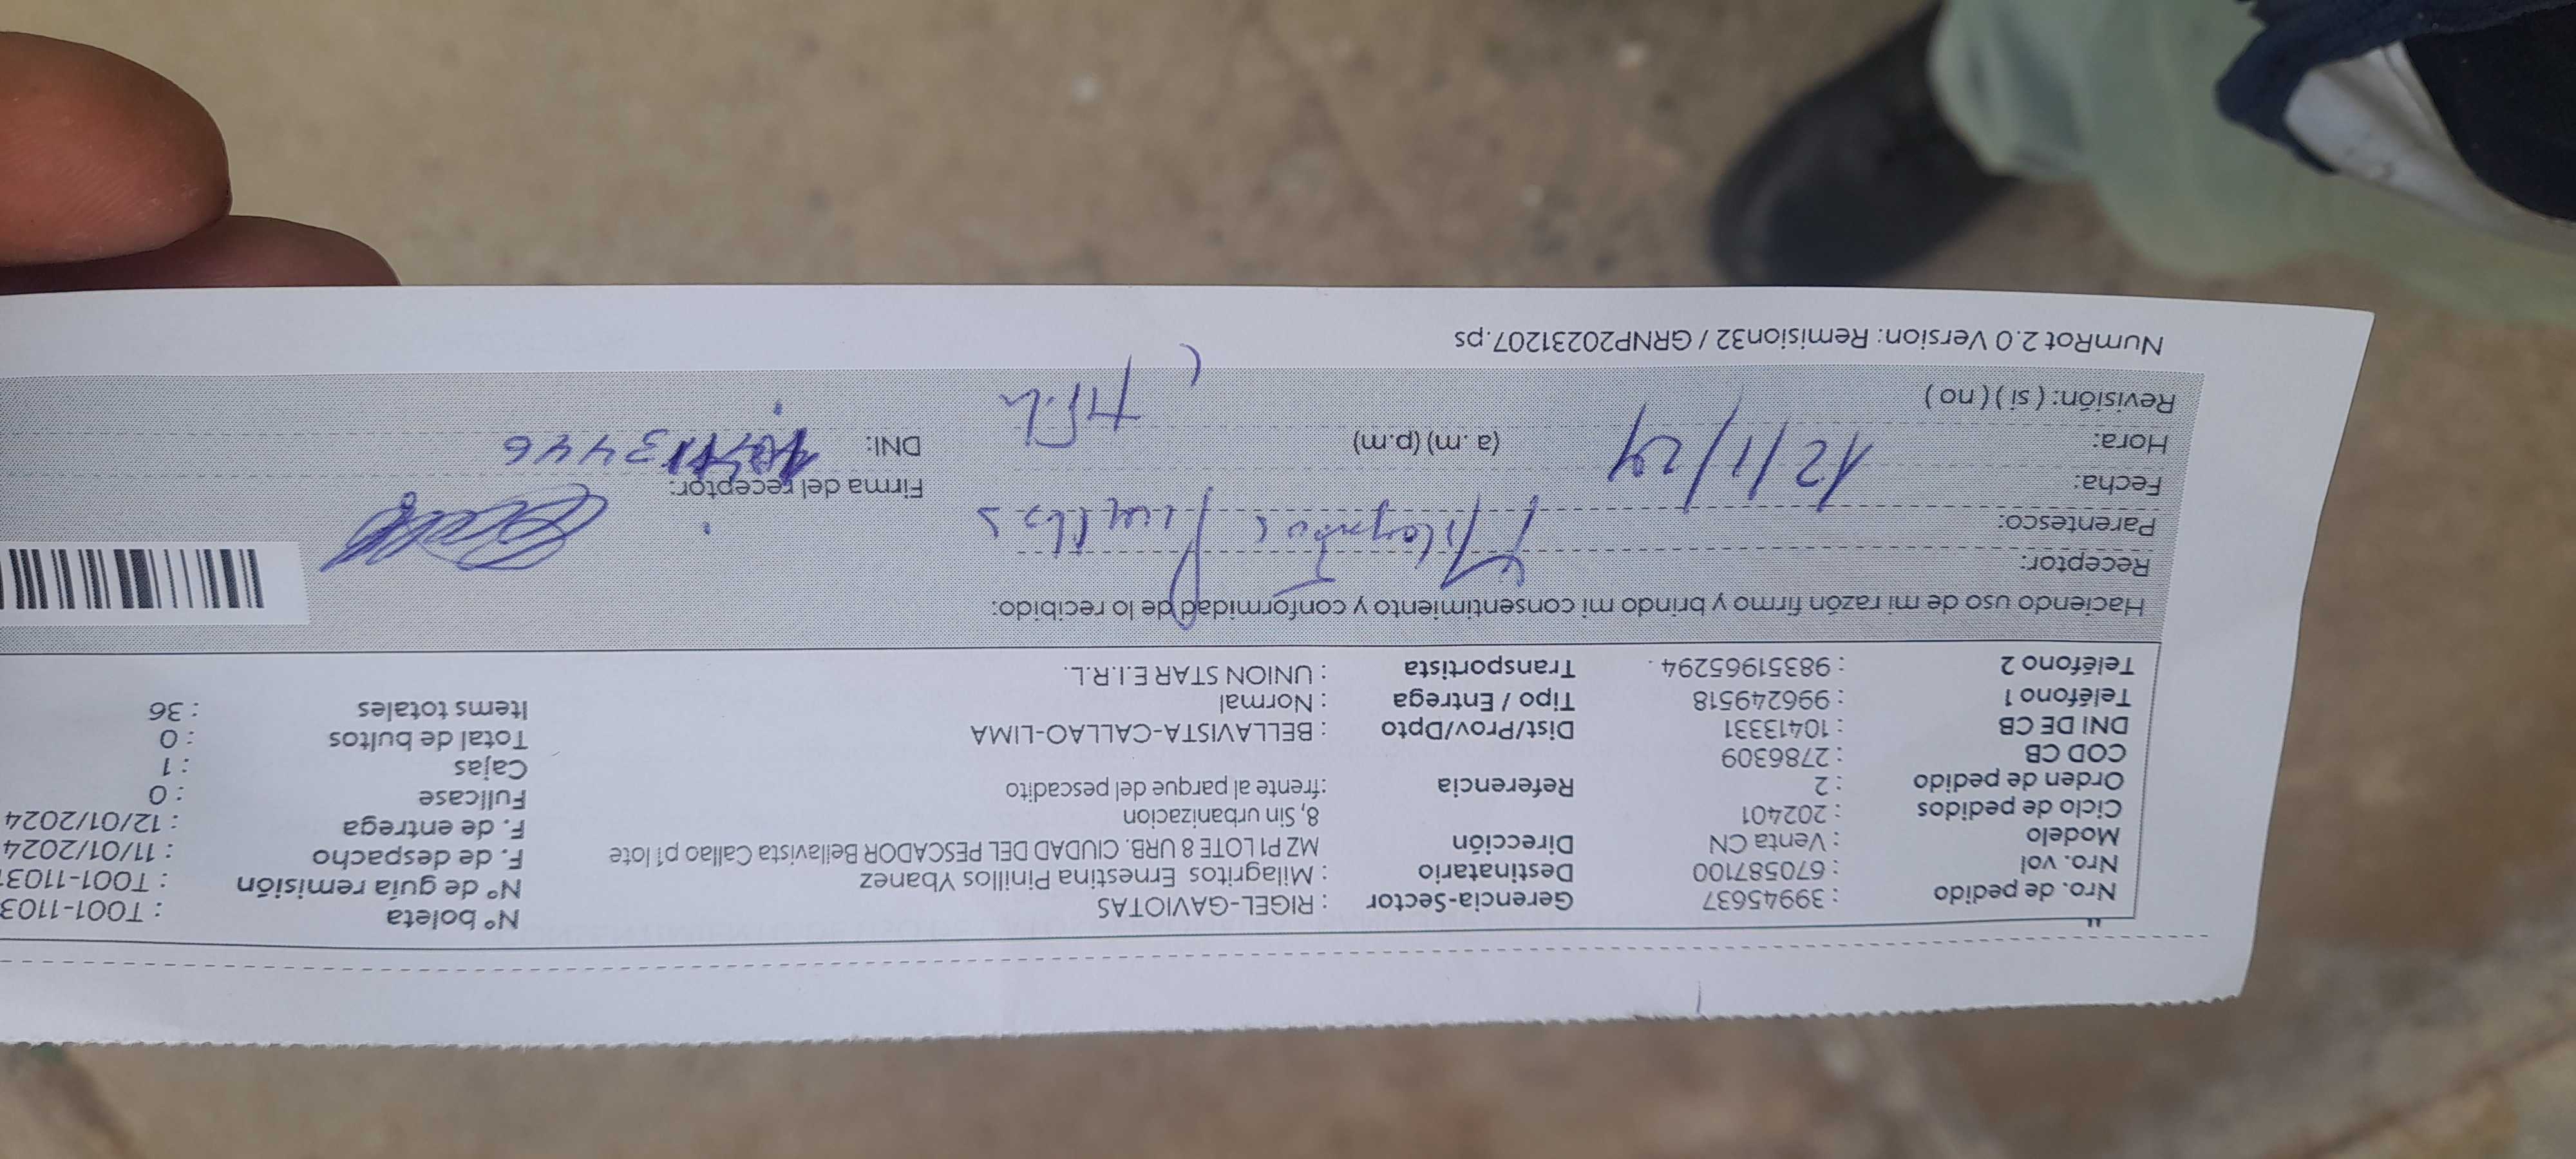 Nro. de pedido : 39945637 Gerencia-Sector : RIGEL-GAVIOTAS Nº boleta : T001-1103
Nro. vol : 670587100 Destinatario : Milagritos Ernestina Pinillos Ybanez Nº de guía remisión : T001-11031
Modelo : Venta CN Dirección MZ P1 LOTE 8 URB. CIUDAD DEL PESCADOR Bellavista Callao p1 lote F. de despacho : 11/01/2024
8, Sin urbanizacion
Ciclo de pedidos : 202401 F. de entrega : 12/01/2024
Orden de pedido : 2 Referencia :frente al parque del pescadito Fullcase : 0
COD CB : 2786309 Cajas : 1
DNI DE CB : 10413331 Dist/Prov/Dpto : BELLAVISTA-CALLAO-LIMA Total de bultos : 0
Teléfono 1 : 996249518 Tipo / Entrega : Normal Items totales : 36
Teléfono 2 : 98351965294 . Transportista : UNION STAR E.I.R.L.
Haciendo uso de mi razón firmo y brindo mi consentimiento y conformidad de lo recibido:
Receptor:
Parentesco:
Fecha: 12/1/24 Firma del receptor:
Hora: (a .m) (p.m) DNI:
Revisión: ( si ) ( no )
NumRot 2.0 Version: Remision32 / GRNP20231207.ps